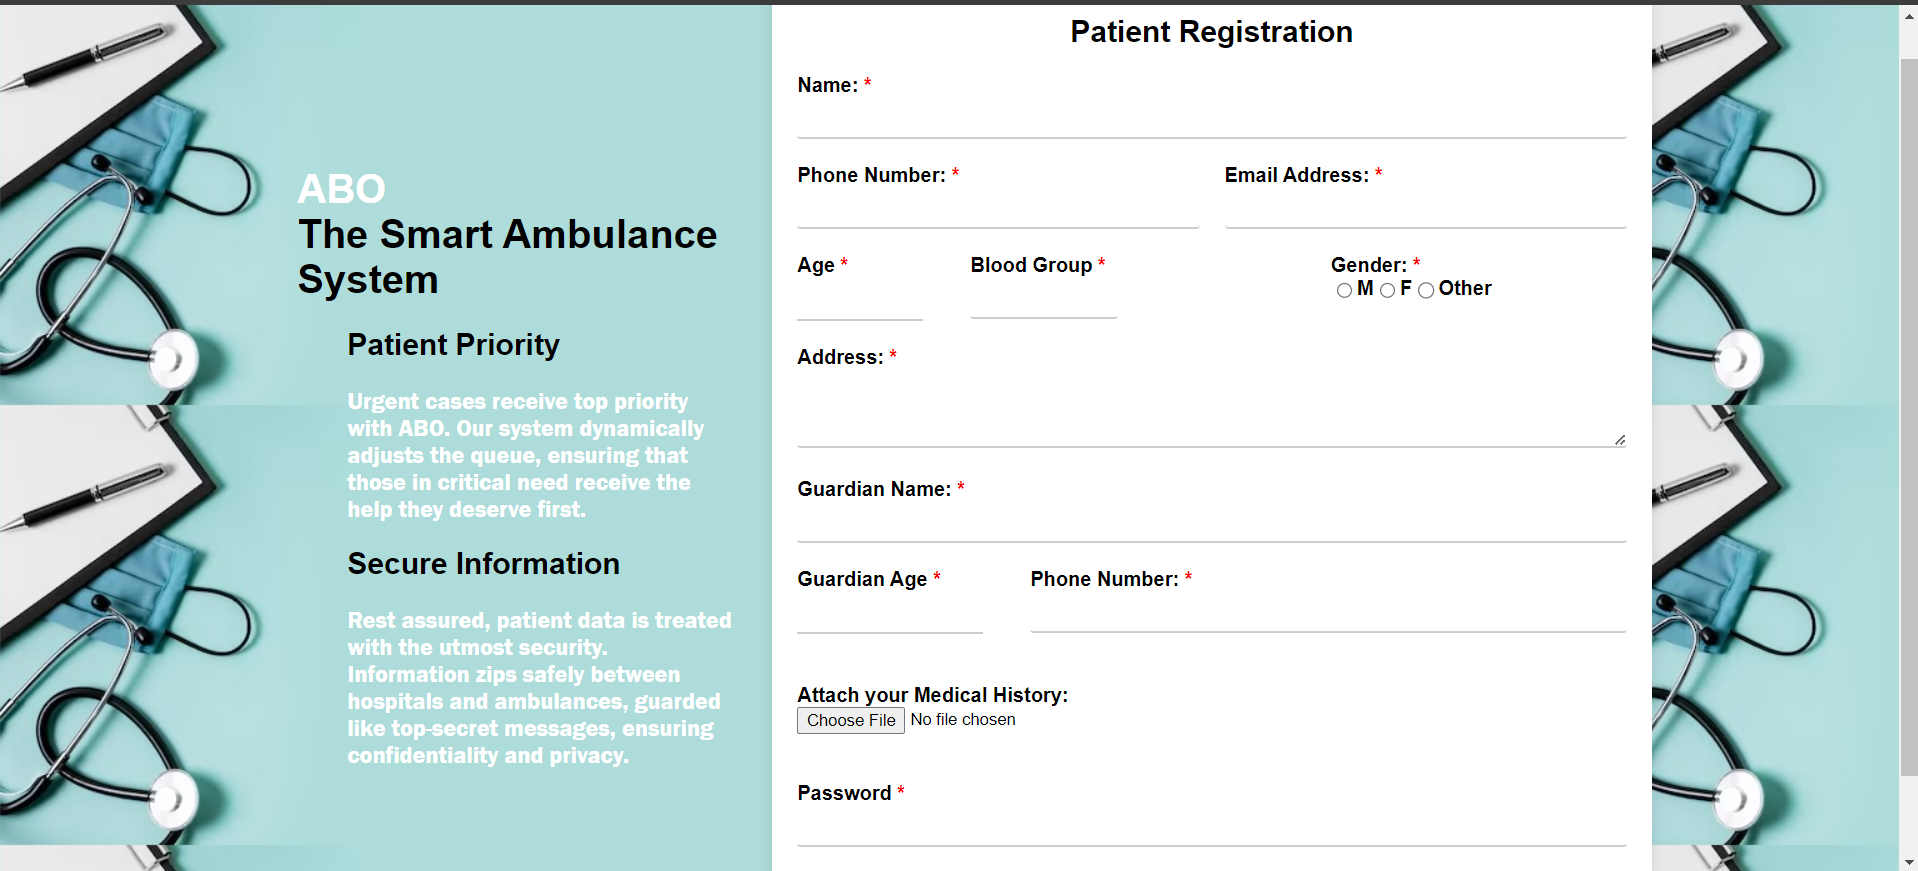 ABO
The Smart Ambulance
System
Patient Priority
Urgent cases receive top priority
with ABO. Our system dynamically
adjusts the queue, ensuring that
those in critical need receive the
help they deserve first.
Secure Information
Rest assured, patient data is treated
with the utmost security.
Information zips safely between
hospitals and ambulances, guarded
like top-secret messages, ensuring
confidentiality and privacy.
Patient Registration
Name: *
Phone Number: * Email Address: *
Age * Blood Group * Gender: *
M F Other
Address: *
Guardian Name: *
Guardian Age * Phone Number: *
Attach your Medical History:
Choose File No file chosen
Password *